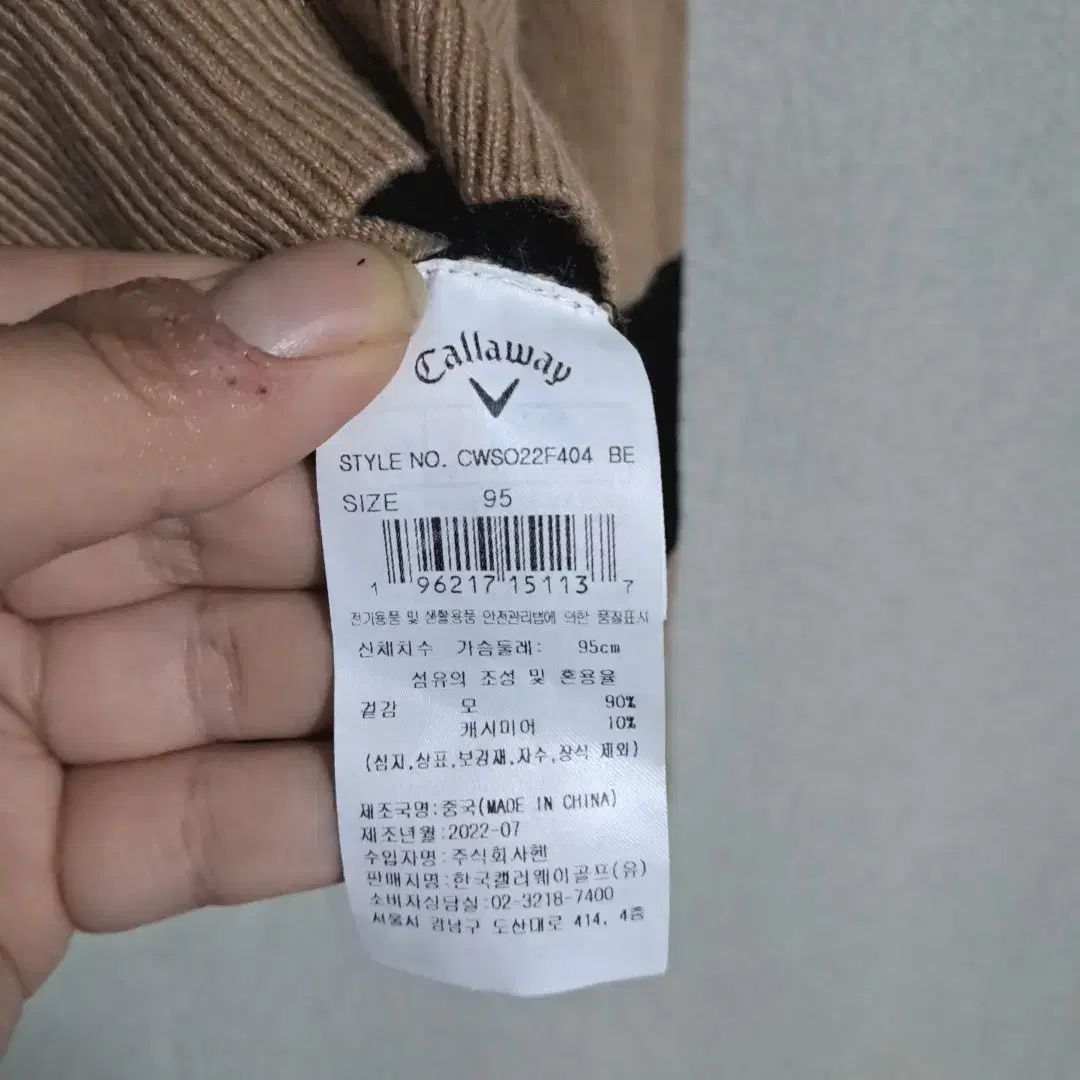 Callaway
STYLE NO. CWSO22F404 BE
SIZE 95
1 96217 15113 7
전기용품 및 생활용품 안전관리법에 의한 품질표시
신체치수 가슴둘레: 95cm
섬유의 조성 및 혼용율
겉감 모 90%
캐시미어 10%
(심지,상표,보강재,자수,장식 제외)
제조국명:중국(MADE IN CHINA)
제조년월:2022-07
수입자명:주식회사헨
판매자명:한국캘러웨이골프(유)
소비자상담실:02-3218-7400
서울시 강남구 도산대로 414, 4층